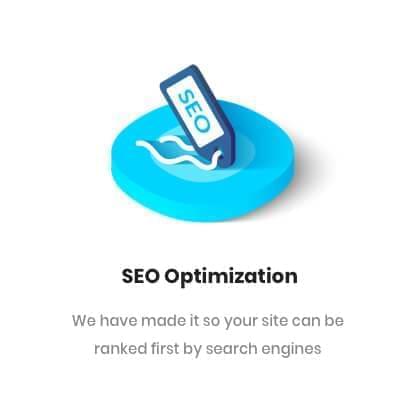 SEO
SEO Optimization
We have made it so your site can be
ranked first by search engines